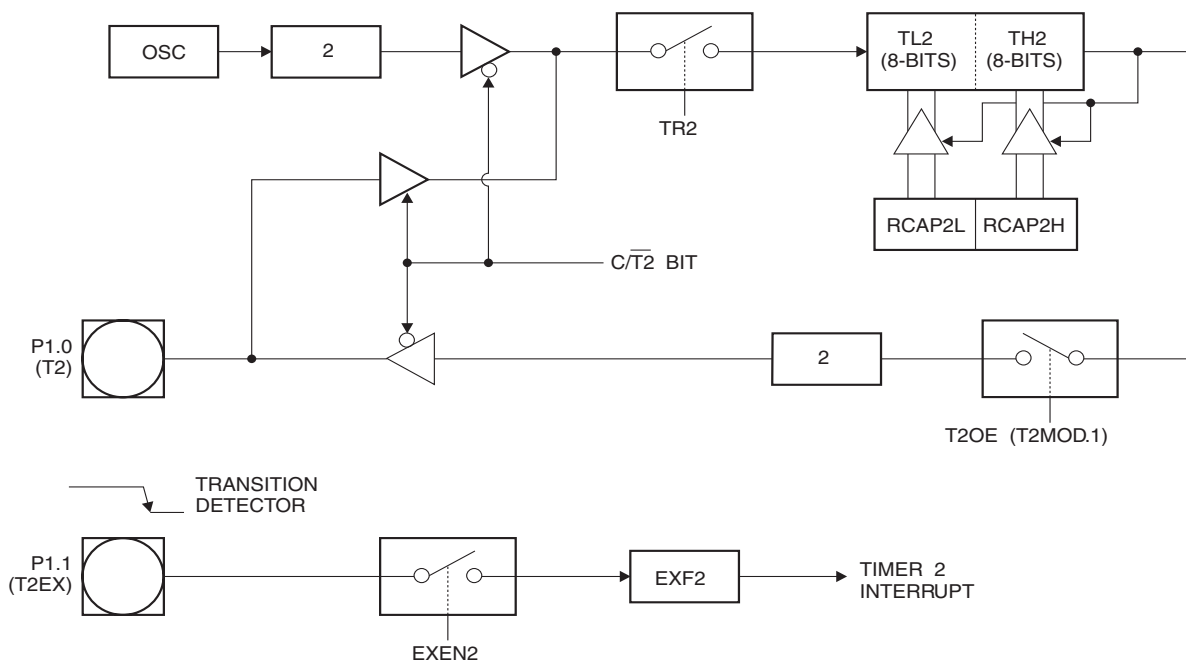 OSC
2
TR2
TL2
(8-BITS)
TH2
(8-BITS)
RCAP2L
RCAP2H
C/T̅2̅ BIT
P1.0
(T2)
2
T2OE (T2MOD.1)
TRANSITION
DETECTOR
P1.1
(T2EX)
EXF2
TIMER 2
INTERRUPT
EXEN2